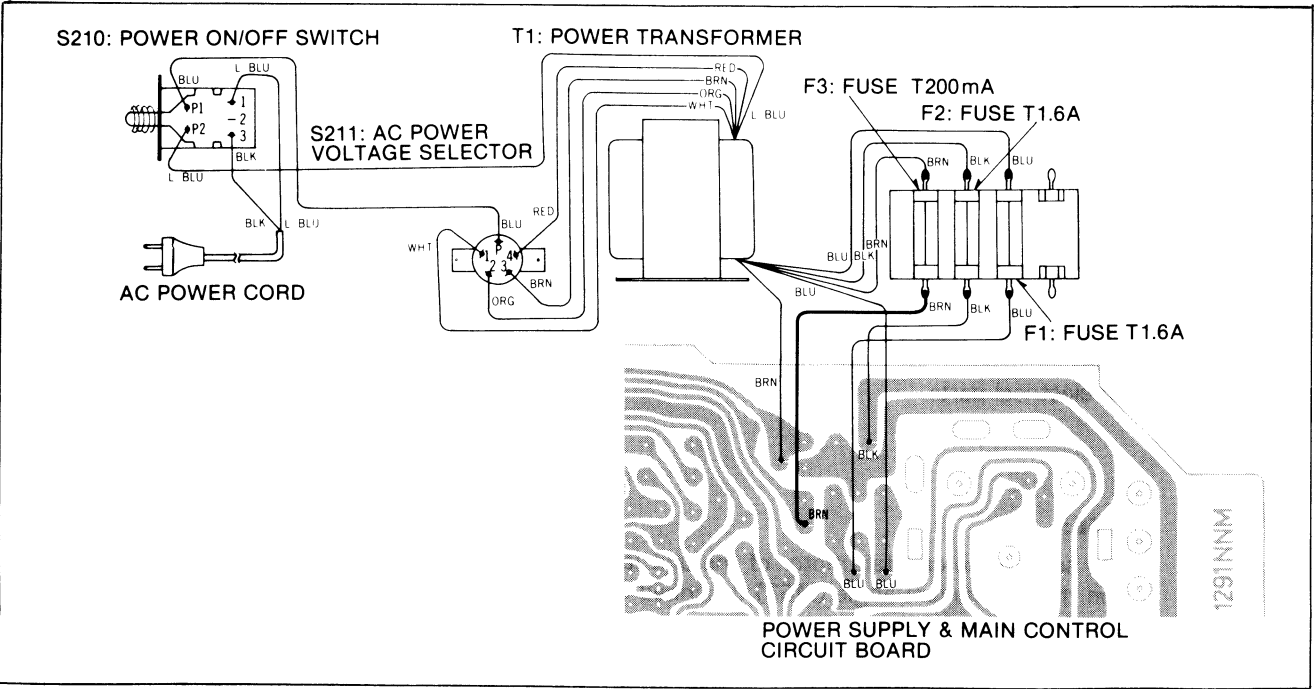 S210: POWER ON/OFF SWITCH
T1: POWER TRANSFORMER
BLU
L BLU
RED
BRN
ORG
WHT
L BLU
F3: FUSE T200mA
F2: FUSE T1.6A
P1
P2
1
2
3
BLK
L BLU
S211: AC POWER
VOLTAGE SELECTOR
BRN
BLK
BLU
BLK
L BLU
BLU
RED
WHT
P
1
2
3
4
BRN
ORG
AC POWER CORD
BLU
BRN
BLK
BLU
BRN
BLK
BLU
F1: FUSE T1.6A
BRN
BLK
BRN
BLU
BLU
1291NNM
POWER SUPPLY & MAIN CONTROL
CIRCUIT BOARD